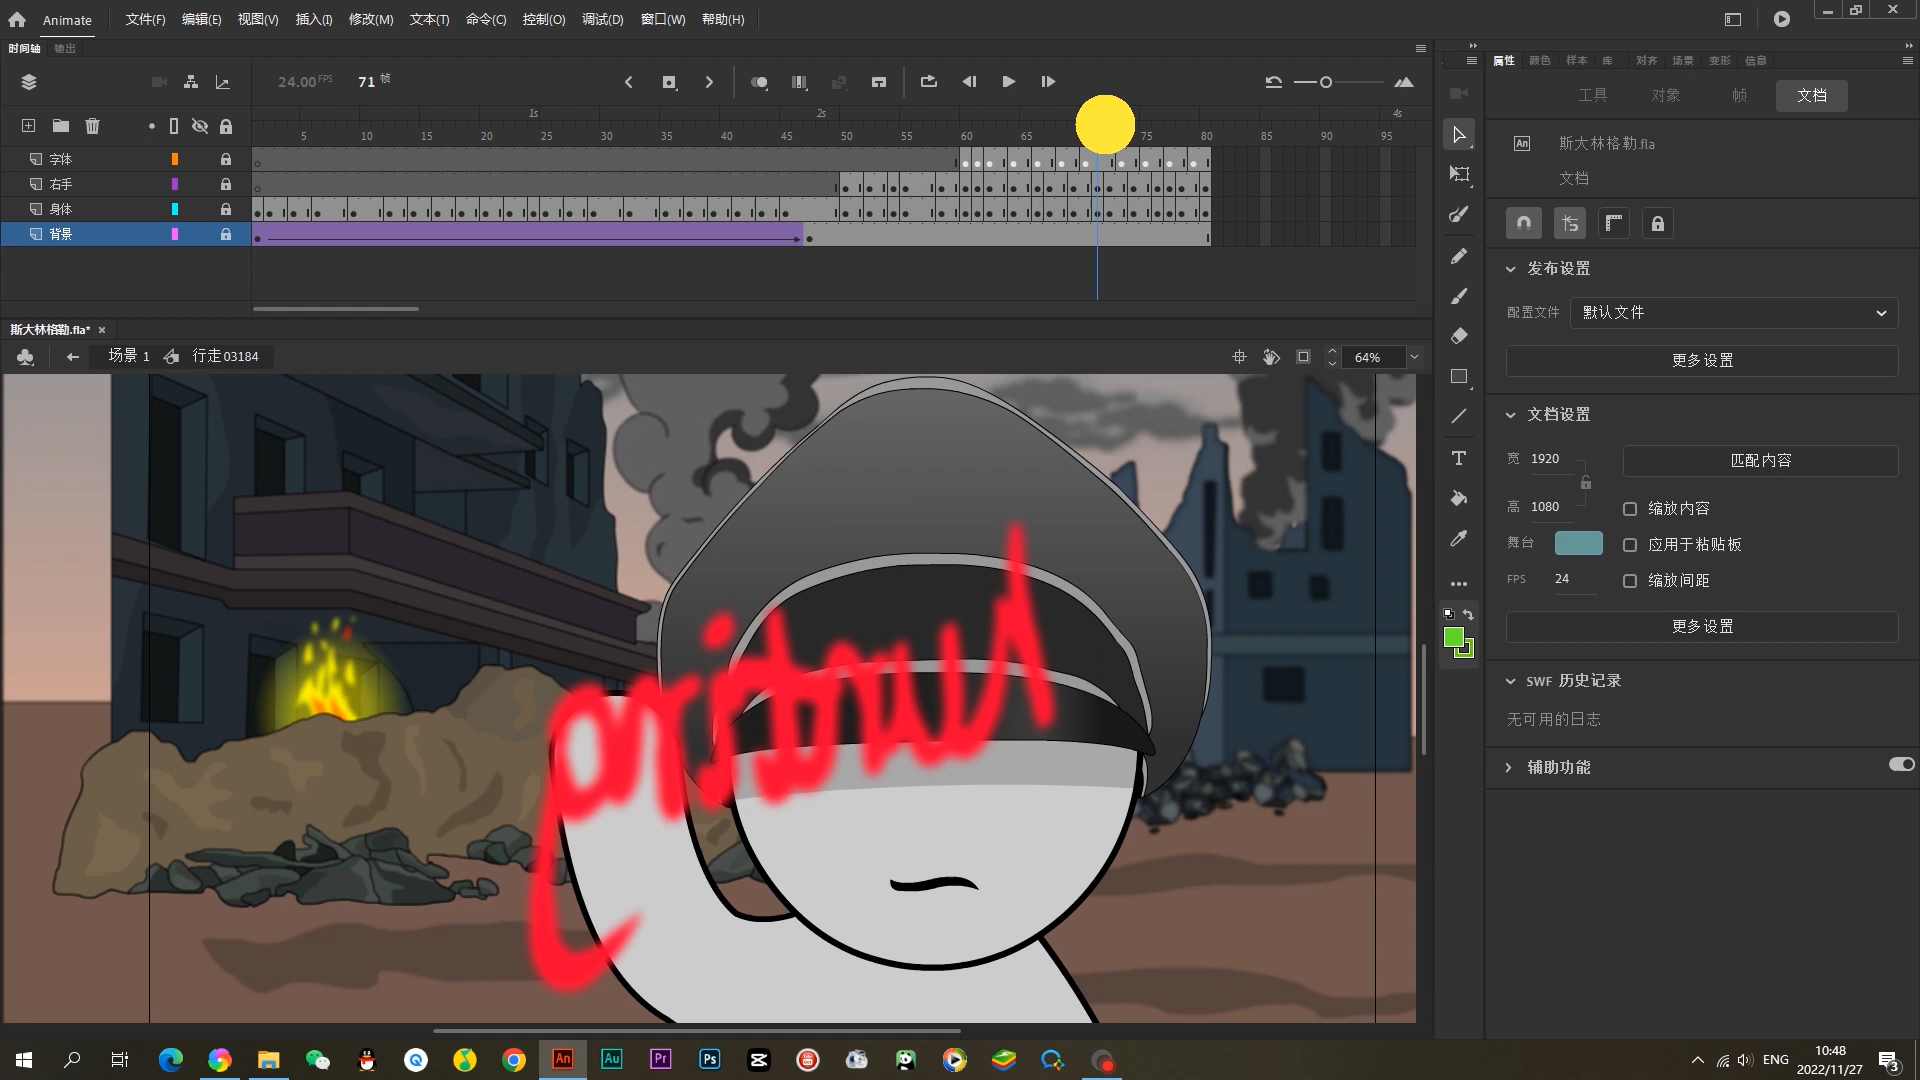 Animate 文件(F) 编辑(E) 视图(V) 插入(I) 修改(M) 文本(T) 命令(C) 控制(O) 调试(D) 窗口(W) 帮助(H)
时间轴 输出
24.00 FPS 71 帧
1s 2s 4s
5 10 15 20 25 30 35 40 45 50 55 60 65 75 80 85 90 95
字体
右手
身体
背景
斯大林格勒.fla*
场景 1 行走03184
64%
属性 颜色 样本 库 对齐 场景 变形 信息
工具 对象 帧 文档
An 斯大林格勒.fla
文档
发布设置
配置文件 默认文件
更多设置
文档设置
宽 1920 匹配内容
高 1080 缩放内容
舞台 应用于粘贴板
FPS 24 缩放间距
更多设置
SWF 历史记录
无可用的日志
辅助功能
An Au Pr Ps
ENG
10:48
2022/11/27
3